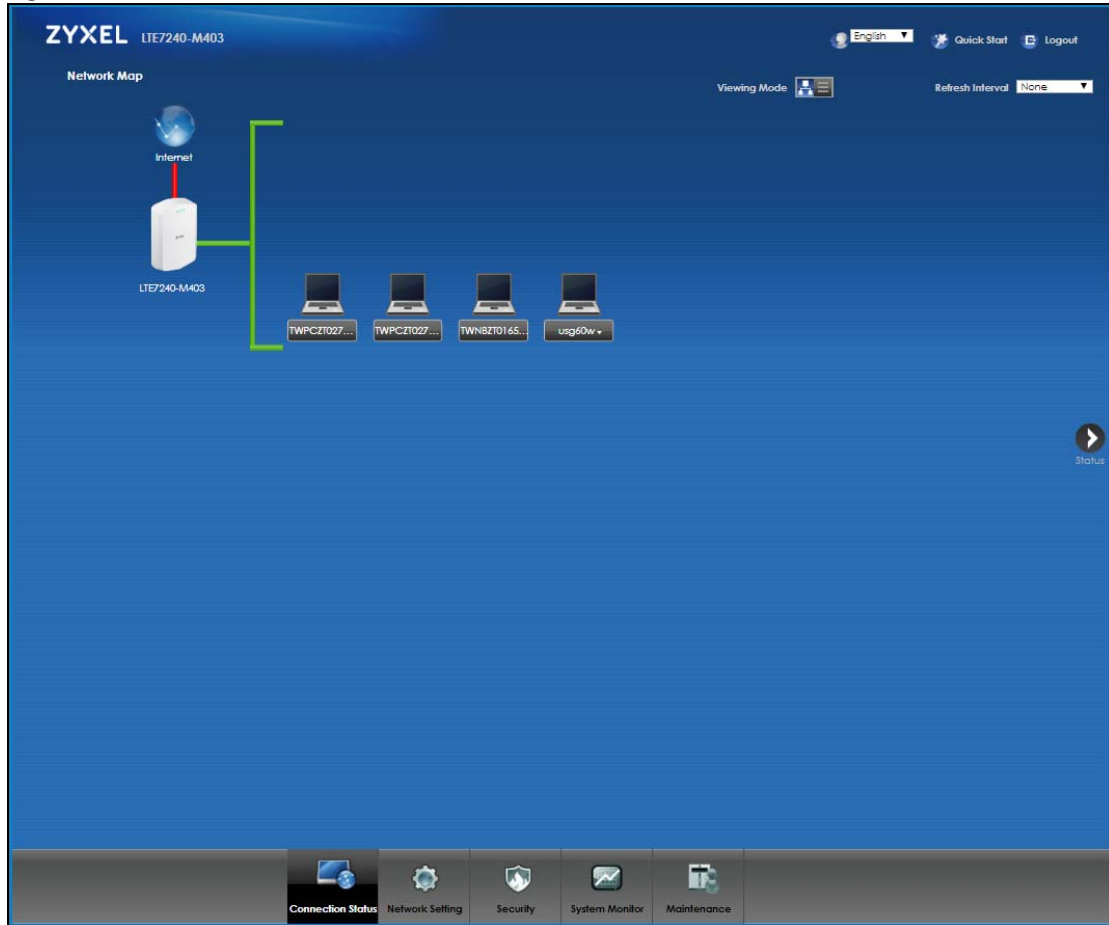 ZYXEL LTE7240-M403
English Quick Start Logout
Network Map
Viewing Mode
Refresh Interval None
Internet
LTE7240-M403
TWPCZT027...
TWPCZT027...
TWNBZT0165...
usg60w
Status
Connection Status
Network Setting
Security
System Monitor
Maintenance